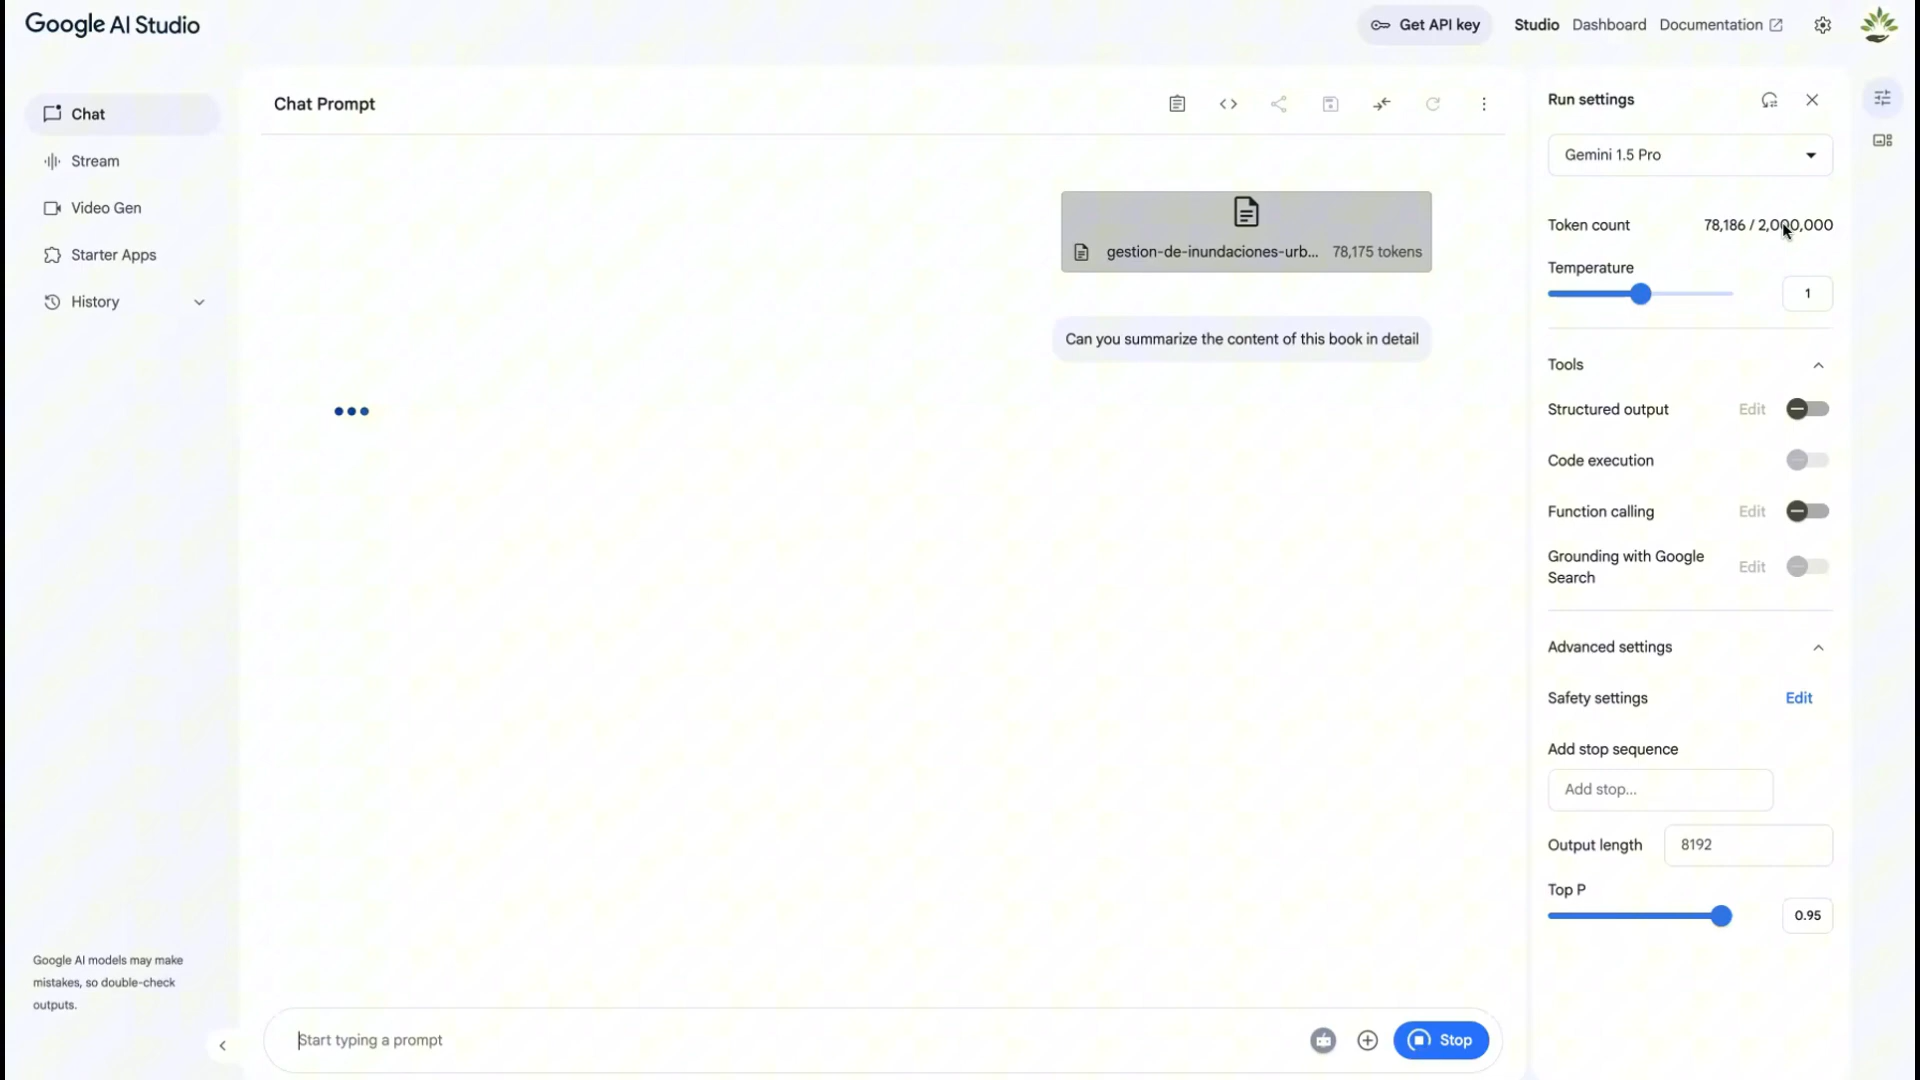 Google AI Studio
Get API key
Studio
Dashboard
Documentation
Chat
Stream
Video Gen
Starter Apps
History
Google AI models may make
mistakes, so double-check
outputs.
Chat Prompt
gestion-de-inundaciones-urb... 78,175 tokens
Can you summarize the content of this book in detail
Start typing a prompt
Stop
Run settings
Gemini 1.5 Pro
Token count 78,186 / 2,000,000
Temperature
1
Tools
Structured output Edit
Code execution
Function calling Edit
Grounding with Google
Search
Edit
Advanced settings
Safety settings Edit
Add stop sequence
Add stop...
Output length 8192
Top P
0.95